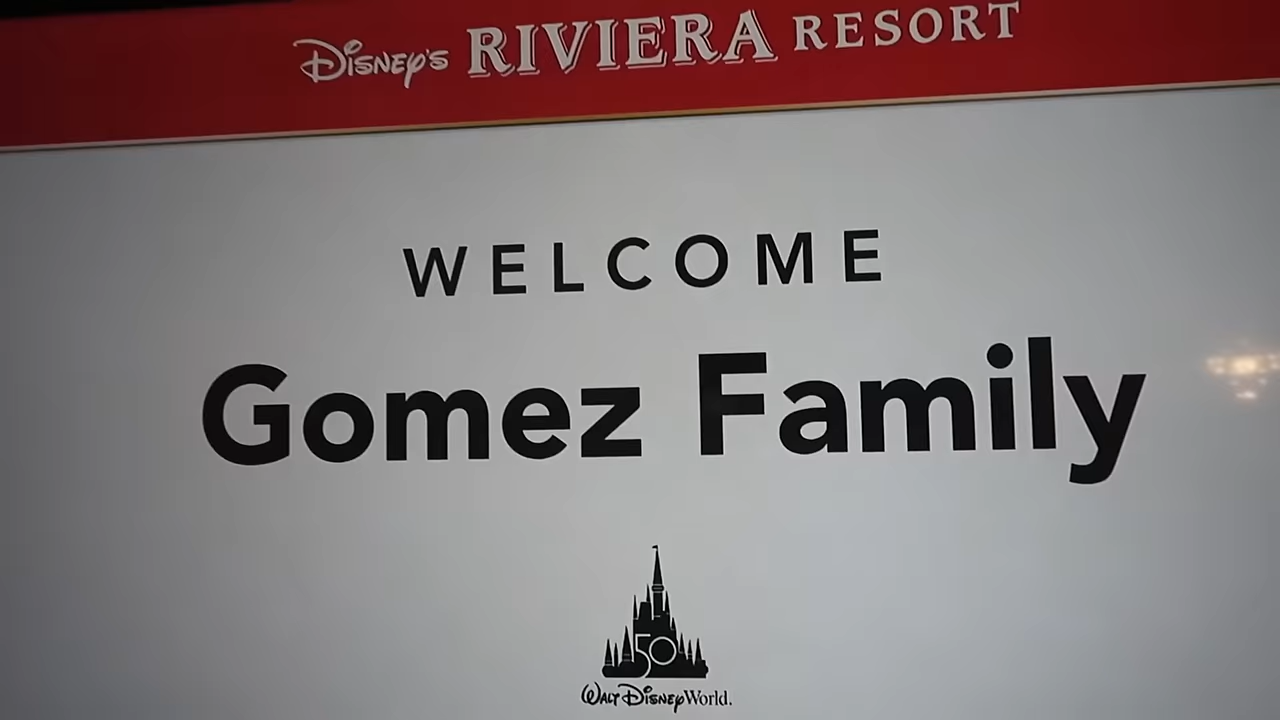 Disney's RIVIERA RESORT
WELCOME
Gomez Family
50
Walt Disney World.